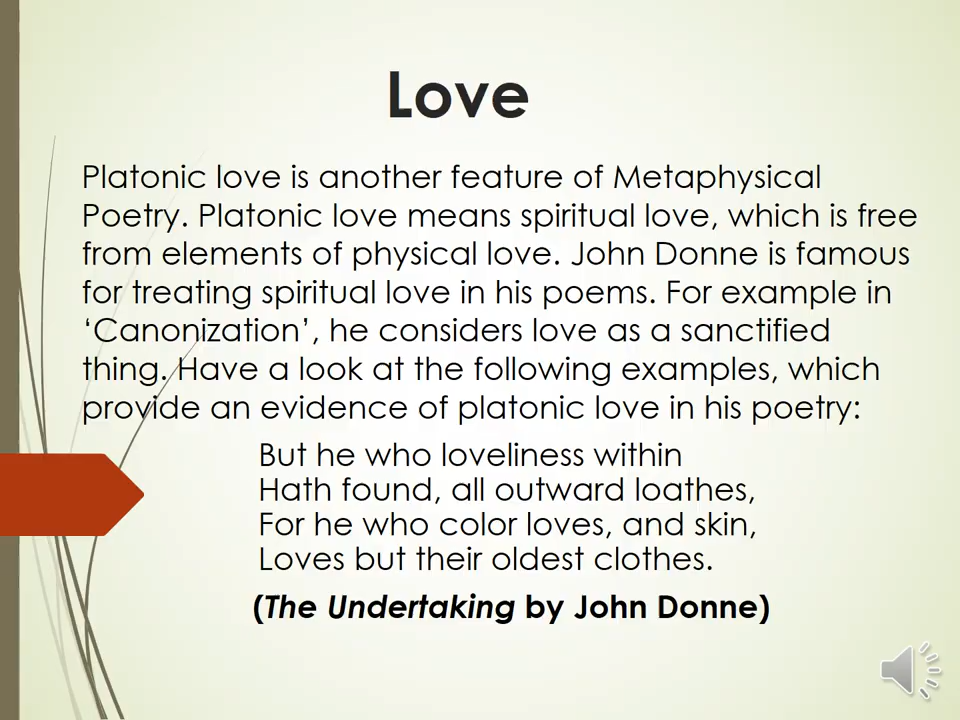 Love
Platonic love is another feature of Metaphysical
Poetry. Platonic love means spiritual love, which is free
from elements of physical love. John Donne is famous
for treating spiritual love in his poems. For example in
‘Canonization’, he considers love as a sanctified
thing. Have a look at the following examples, which
provide an evidence of platonic love in his poetry:
But he who loveliness within
Hath found, all outward loathes,
For he who color loves, and skin,
Loves but their oldest clothes.
(The Undertaking by John Donne)